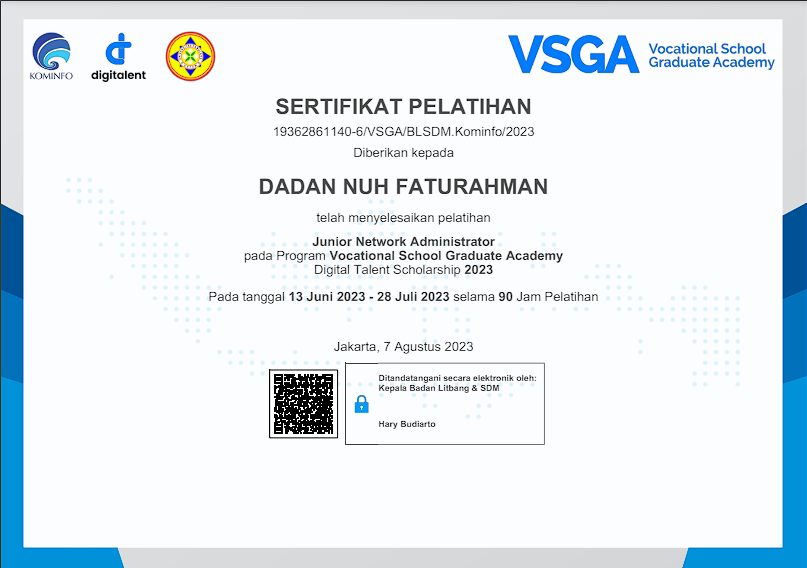 KOMINFO
digitalent
VSGA
Vocational School
Graduate Academy
SERTIFIKAT PELATIHAN
19362861140-6/VSGA/BLSDM.Kominfo/2023
Diberikan kepada
DADAN NUH FATURAHMAN
telah menyelesaikan pelatihan
Junior Network Administrator
pada Program Vocational School Graduate Academy
Digital Talent Scholarship 2023
Pada tanggal 13 Juni 2023 - 28 Juli 2023 selama 90 Jam Pelatihan
Jakarta, 7 Agustus 2023
Ditandatangani secara elektronik oleh:
Kepala Badan Litbang & SDM
Hary Budiarto